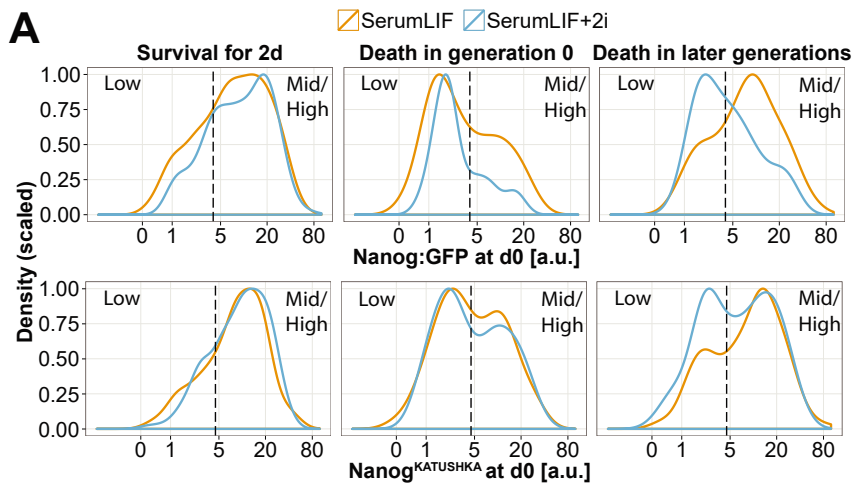 A
SerumLIF SerumLIF+2i
Survival for 2d Death in generation 0 Death in later generations
Density (scaled)
1.00 Low Mid/ Low Mid/ Low Mid/
High High High
0.75
0.50
0.25
0.00
0 1 5 20 80 0 1 5 20 80 0 1 5 20 80
Nanog:GFP at d0 [a.u.]
1.00 Low Mid/ Low Mid/ Low Mid/
High High High
0.75
0.50
0.25
0.00
0 1 5 20 80 0 1 5 20 80 0 1 5 20 80
Nanog^KATUSHKA at d0 [a.u.]